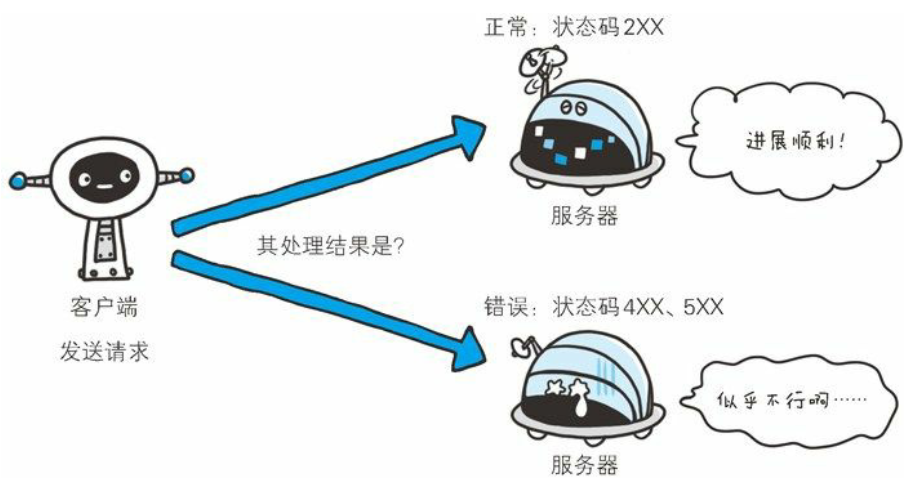 正常：状态码2XX
进展顺利！
服务器
其处理结果是？
客户端
发送请求
错误：状态码4XX、5XX
似乎不行啊……
服务器